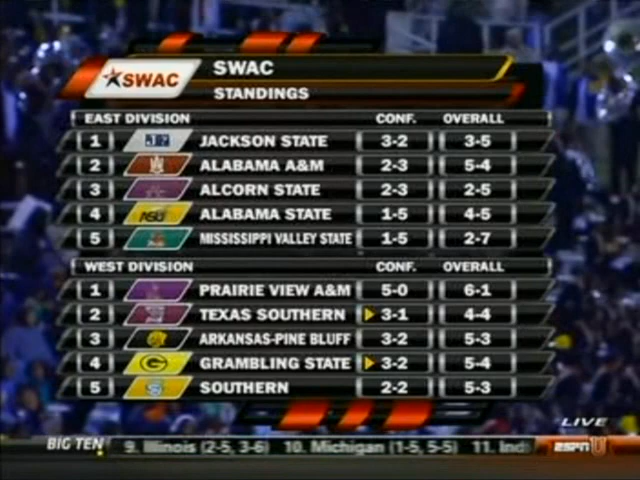 SWAC
SWAC
STANDINGS
EAST DIVISION CONF. OVERALL
1 JACKSON STATE 3-2 3-5
2 ALABAMA A&M 2-3 5-4
3 ALCORN STATE 2-3 2-5
4 ASU ALABAMA STATE 1-5 4-5
5 MISSISSIPPI VALLEY STATE 1-5 2-7
WEST DIVISION CONF. OVERALL
1 PRAIRIE VIEW A&M 5-0 6-1
2 TEXAS SOUTHERN 3-1 4-4
3 ARKANSAS-PINE BLUFF 3-2 5-3
4 G GRAMBLING STATE 3-2 5-4
5 SOUTHERN 2-2 5-3
LIVE
BIG TEN 9. Illinois (2-5, 3-6) 10. Michigan (1-5, 5-5) 11. Ind ESPN U